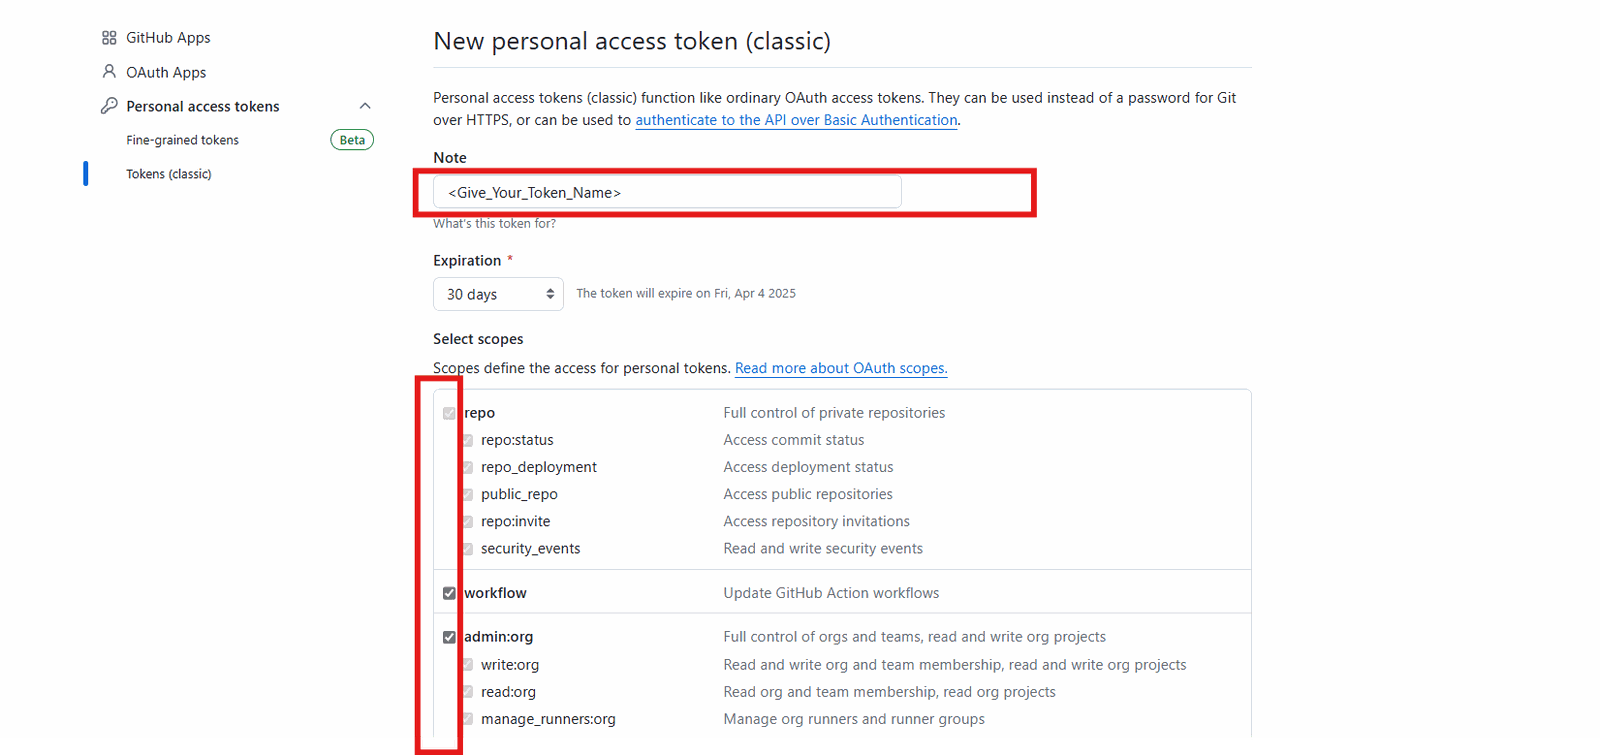 GitHub Apps
OAuth Apps
Personal access tokens
Fine-grained tokens
Beta
Tokens (classic)
New personal access token (classic)
Personal access tokens (classic) function like ordinary OAuth access tokens. They can be used instead of a password for Git
over HTTPS, or can be used to authenticate to the API over Basic Authentication.
Note
<Give_Your_Token_Name>
What's this token for?
Expiration *
30 days
The token will expire on Fri, Apr 4 2025
Select scopes
Scopes define the access for personal tokens. Read more about OAuth scopes.
repo Full control of private repositories
repo:status Access commit status
repo_deployment Access deployment status
public_repo Access public repositories
repo:invite Access repository invitations
security_events Read and write security events
workflow Update GitHub Action workflows
admin:org Full control of orgs and teams, read and write org projects
write:org Read and write org and team membership, read and write org projects
read:org Read org and team membership, read org projects
manage_runners:org Manage org runners and runner groups